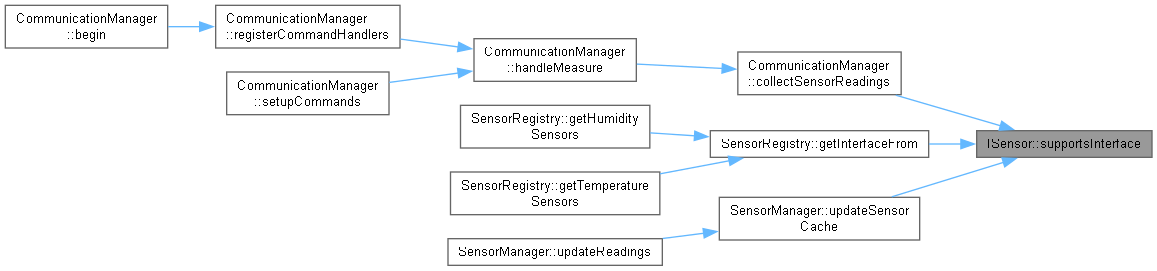 CommunicationManager
::begin
CommunicationManager
::registerCommandHandlers
CommunicationManager
::setupCommands
CommunicationManager
::handleMeasure
CommunicationManager
::collectSensorReadings
SensorRegistry::getHumidity
Sensors
SensorRegistry::getInterfaceFrom
ISensor::supportsInterface
SensorRegistry::getTemperature
Sensors
SensorManager::updateSensor
Cache
SensorManager::updateReadings